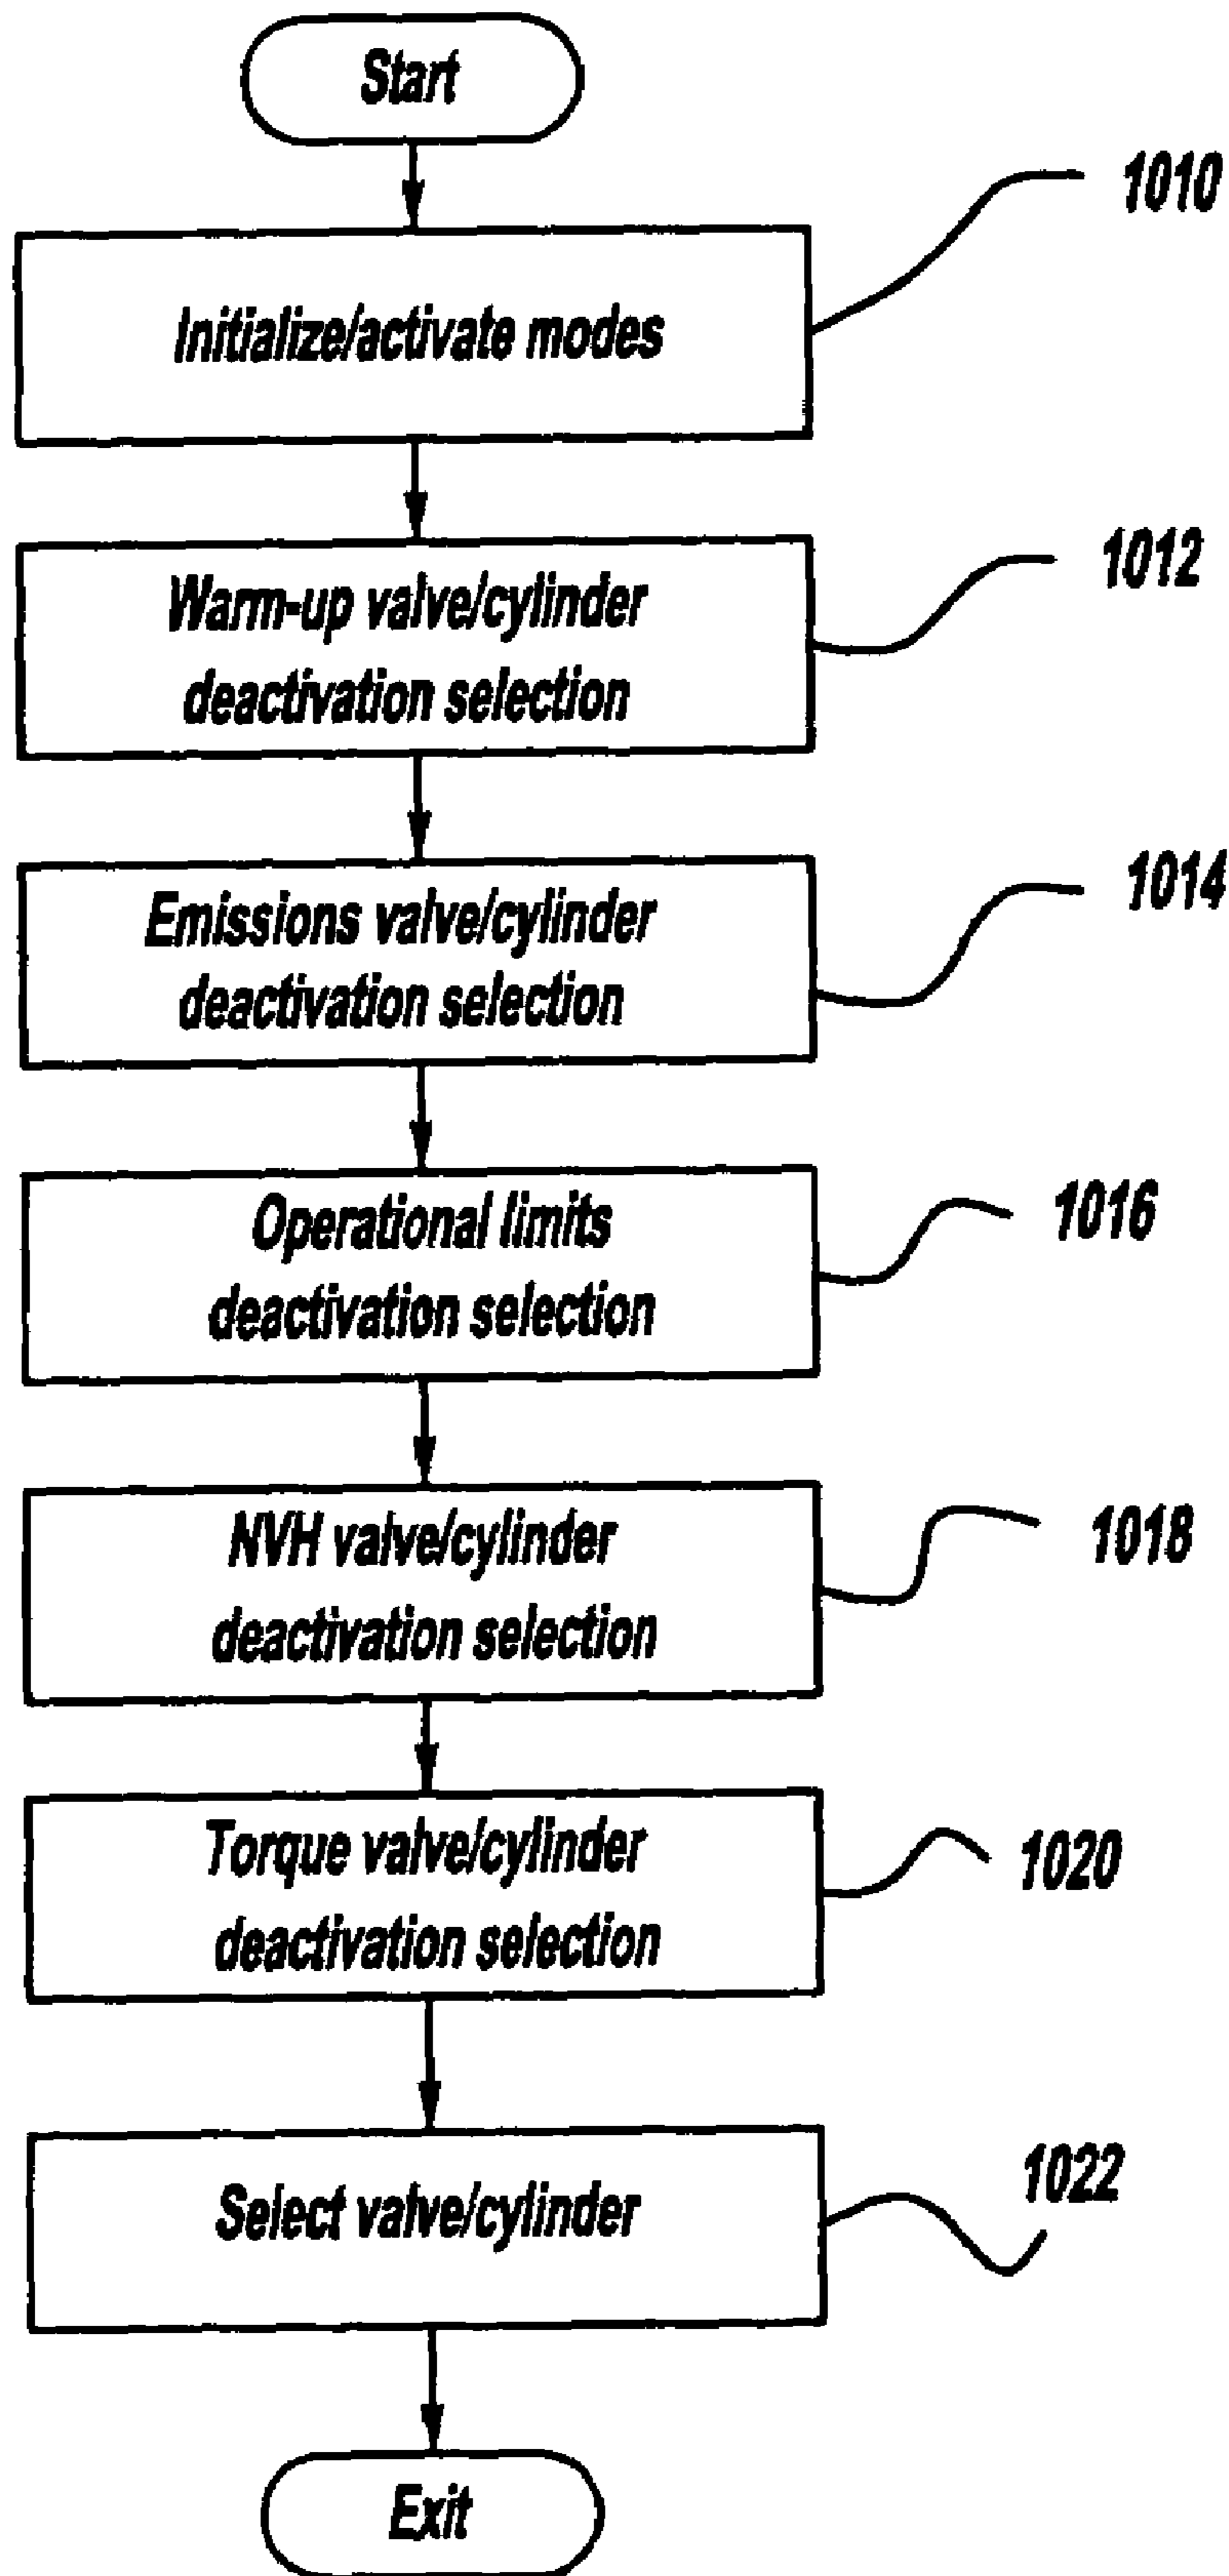 Start
1010
Initialize/activate modes
1012
Warm-up valve/cylinder
deactivation selection
1014
Emissions valve/cylinder
deactivation selection
1016
Operational limits
deactivation selection
1018
NVH valve/cylinder
deactivation selection
1020
Torque valve/cylinder
deactivation selection
1022
Select valve/cylinder
Exit